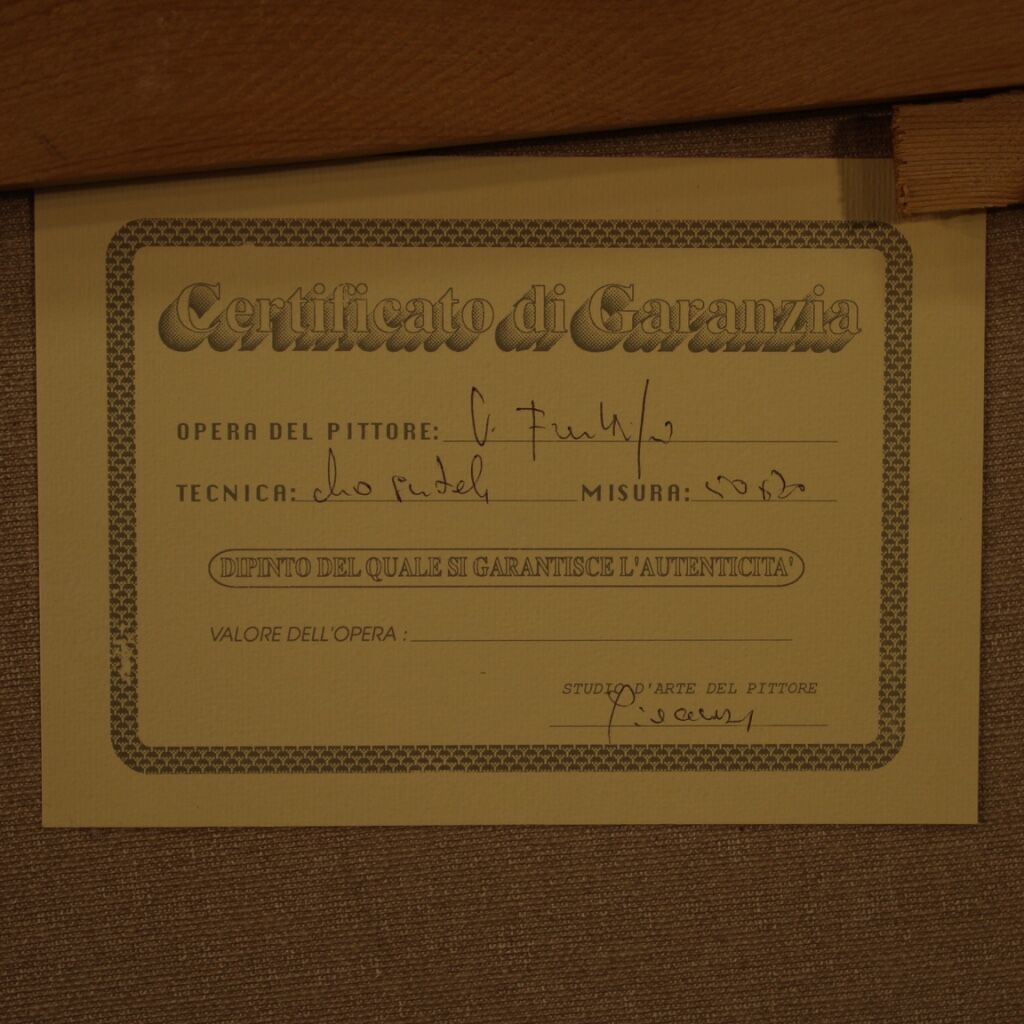 Certificato di Garanzia
OPERA DEL PITTORE:
TECNICA: MISURA:
DIPINTO DEL QUALE SI GARANTISCE L'AUTENTICITA'
VALORE DELL'OPERA :
STUDIO D'ARTE DEL PITTORE